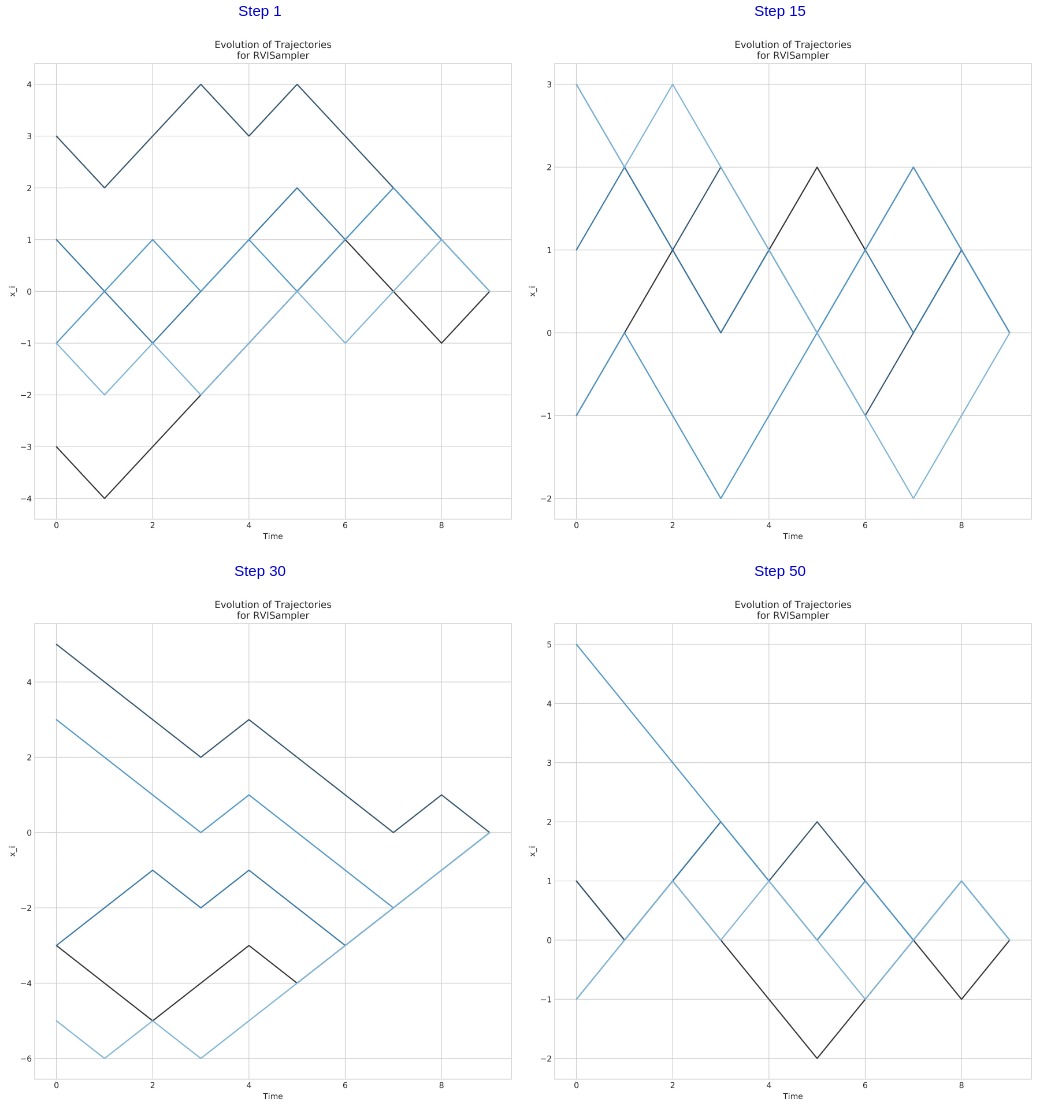 Step 1
Evolution of Trajectories
for RVISampler
4
3
2
1
0
−1
−2
−3
−4
x_i
0 2 4 6 8
Time
Step 15
Evolution of Trajectories
for RVISampler
3
2
1
0
−1
−2
x_i
0 2 4 6 8
Time
Step 30
Evolution of Trajectories
for RVISampler
4
2
0
−2
−4
−6
x_i
0 2 4 6 8
Time
Step 50
Evolution of Trajectories
for RVISampler
5
4
3
2
1
0
−1
−2
x_i
0 2 4 6 8
Time